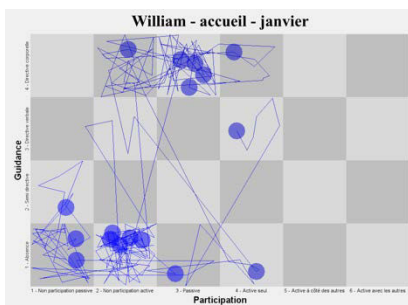 William - accueil - janvier
Guidance
4 - Directive corporelle
3 - Directive verbale
2 - Semi directive
1 - Absence
1 - Non participation passive
2 - Non participation active
3 - Passive
4 - Active seul
5 - Active à côté des autres
6 - Active avec les autres
Participation